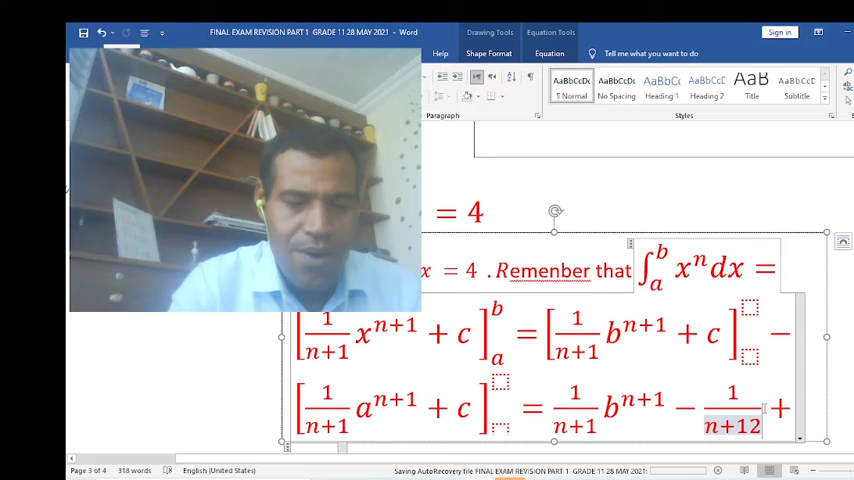 FINAL EXAM REVISION PART 1 GRADE 11 28 MAY 2021 - Word
Drawing Tools
Equation Tools
Sign in
Help
Shape Format
Equation
Tell me what you want to do
AaBbCcDc
AaBbCcDc
AaBbCc
AaBbCcD
AaB
AaBbCcD
¶ Normal
No Spacing
Heading 1
Heading 2
Title
Subtitle
Paragraph
Styles
= 4
x = 4 . Remenber that ∫_a^b x^n dx =
[1/(n+1) x^{n+1} + c]_a^b = [1/(n+1) b^{n+1} + c] −
[1/(n+1) a^{n+1} + c] = 1/(n+1) b^{n+1} − 1/(n+12) +
Page 3 of 4
318 words
English (United States)
Saving AutoRecovery file FINAL EXAM REVISION PART 1 GRADE 11 28 MAY 2021: